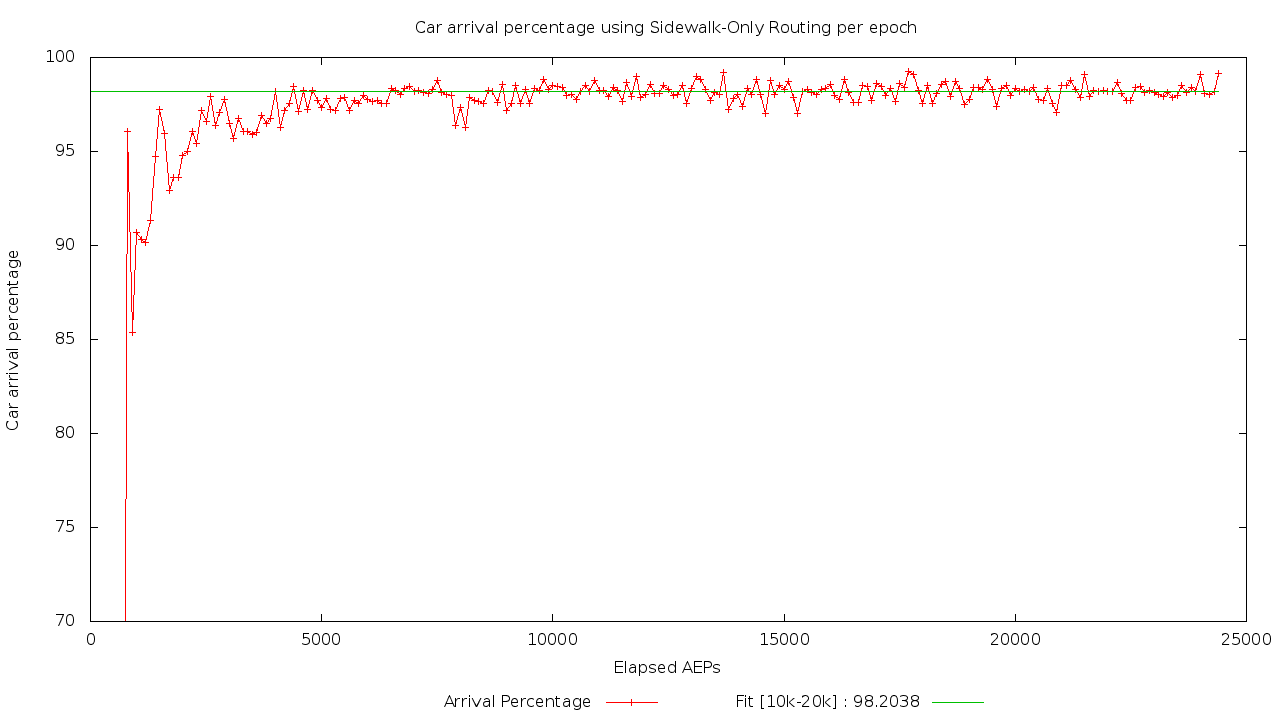 Car arrival percentage using Sidewalk-Only Routing per epoch
100
95
90
85
80
75
70
Car arrival percentage
0 5000 10000 15000 20000 25000
Elapsed AEPs
Arrival Percentage Fit [10k-20k] : 98.2038